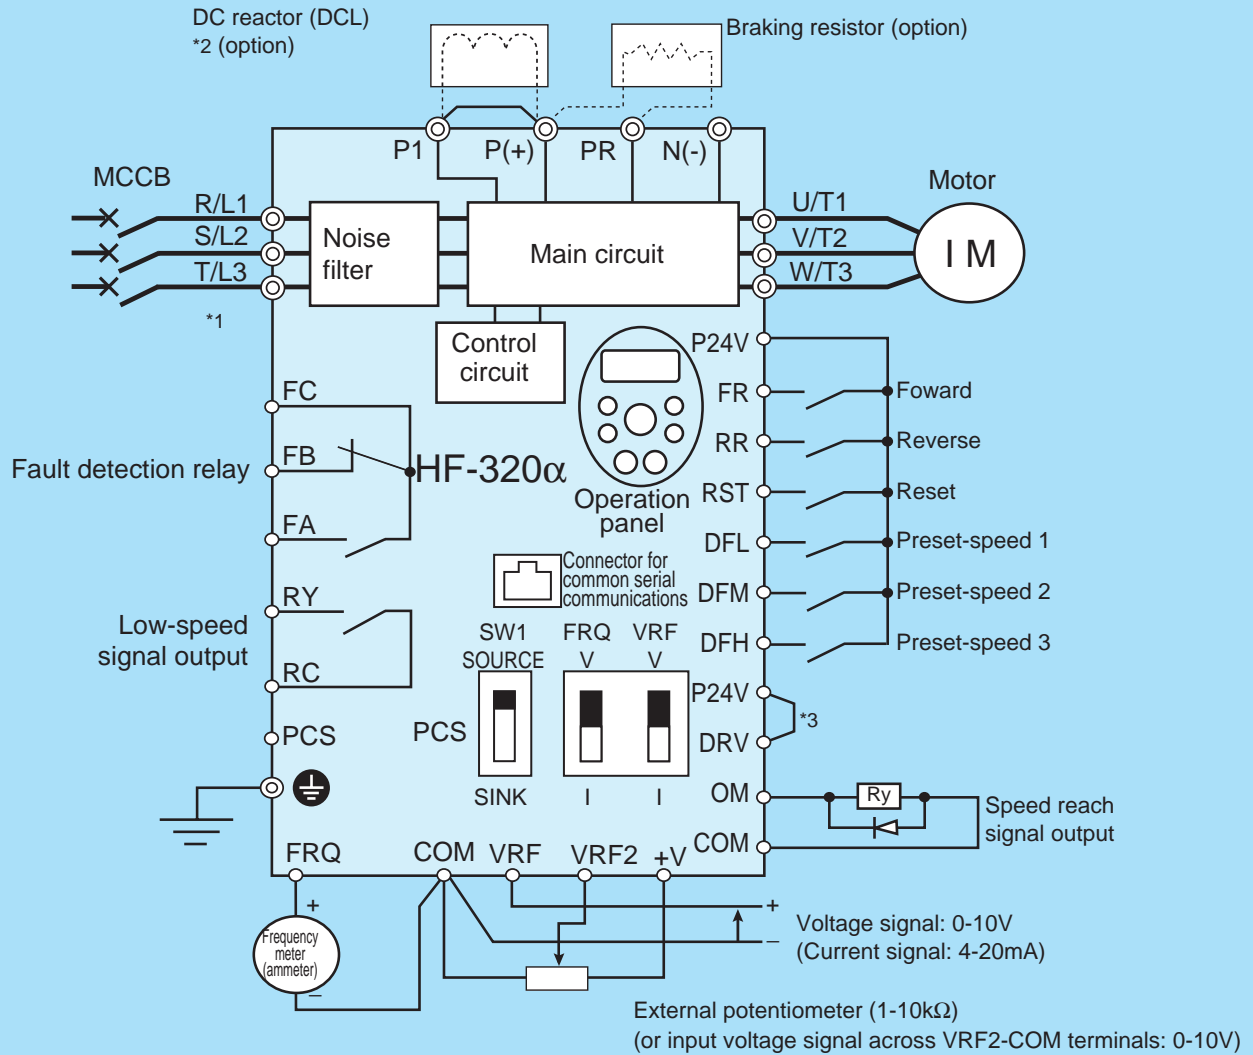 DC reactor (DCL)
*2 (option)
Braking resistor (option)
P1
P(+)
PR
N(-)
MCCB
R/L1
S/L2
T/L3
*1
Noise
filter
Main circuit
Control
circuit
U/T1
V/T2
W/T3
Motor
I M
FC
FB
FA
Fault detection relay
HF-320α
Operation
panel
P24V
FR
Foward
RR
Reverse
RST
Reset
DFL
Preset-speed 1
DFM
Preset-speed 2
DFH
Preset-speed 3
Connector for
common serial
communications
RY
RC
Low-speed
signal output
PCS
SW1
SOURCE
PCS
SINK
FRQ
V
I
VRF
V
I
P24V
DRV
*3
OM
COM
Ry
Speed reach
signal output
FRQ
COM
VRF
VRF2
+V
+
Frequency
meter
(ammeter)
–
+
–
Voltage signal: 0-10V
(Current signal: 4-20mA)
External potentiometer (1-10kΩ)
(or input voltage signal across VRF2-COM terminals: 0-10V)